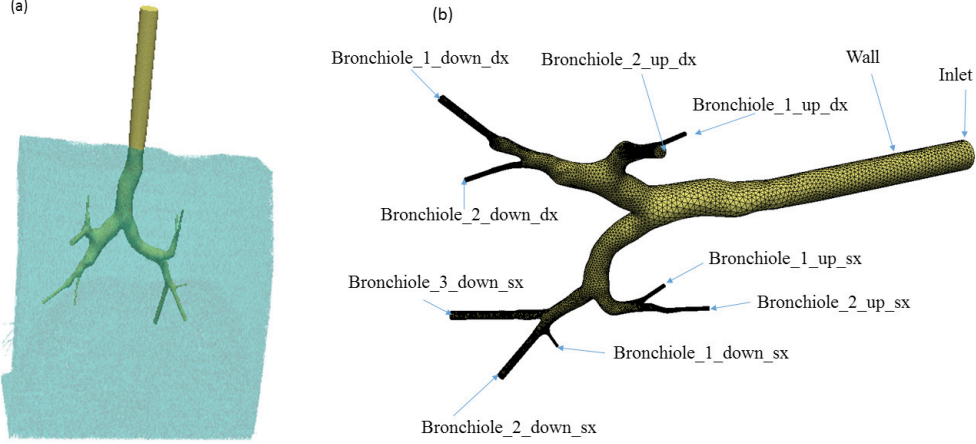 (a)
(b)
Bronchiole_1_down_dx
Bronchiole_2_up_dx
Wall
Inlet
Bronchiole_1_up_dx
Bronchiole_2_down_dx
Bronchiole_1_up_sx
Bronchiole_3_down_sx
Bronchiole_2_up_sx
Bronchiole_1_down_sx
Bronchiole_2_down_sx